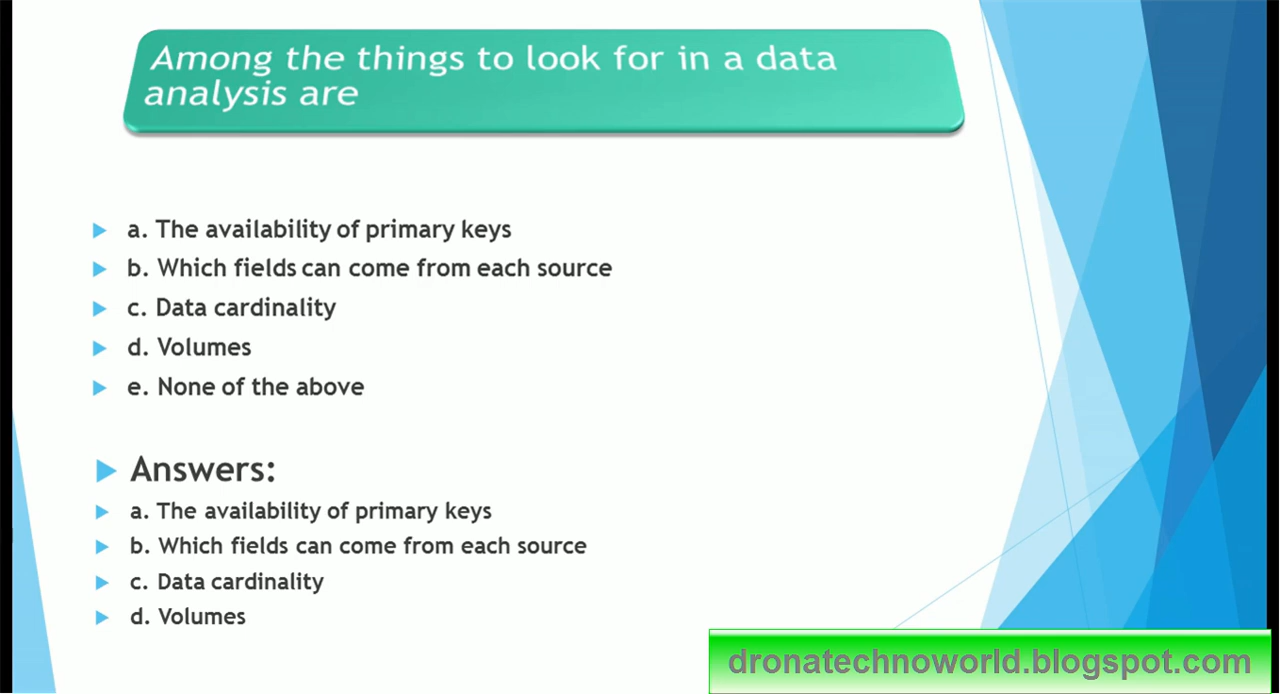 Among the things to look for in a data
analysis are
a. The availability of primary keys
b. Which fields can come from each source
c. Data cardinality
d. Volumes
e. None of the above
Answers:
a. The availability of primary keys
b. Which fields can come from each source
c. Data cardinality
d. Volumes
dronatechnoworld.blogspot.com